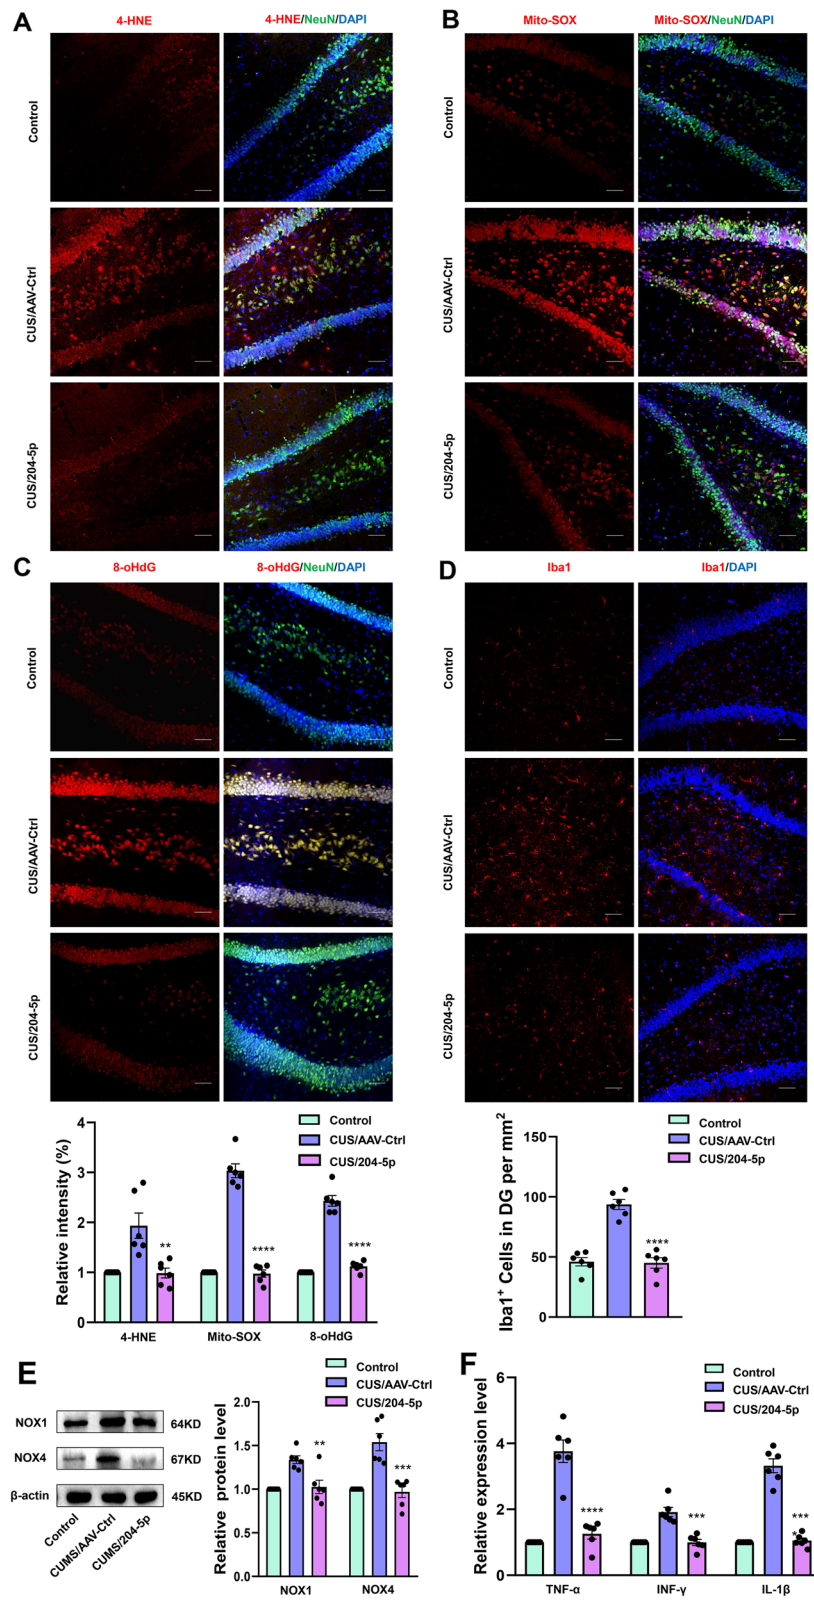 A
4-HNE
4-HNE/NeuN/DAPI
Control
CUS/AAV-Ctrl
CUS/204-5p
B
Mito-SOX
Mito-SOX/NeuN/DAPI
Control
CUS/AAV-Ctrl
CUS/204-5p
C
8-oHdG
8-oHdG/NeuN/DAPI
Control
CUS/AAV-Ctrl
CUS/204-5p
D
Iba1
Iba1/DAPI
Control
CUS/AAV-Ctrl
CUS/204-5p
Relative intensity (%)
4
3
2
1
0
Control
CUS/AAV-Ctrl
CUS/204-5p
**
****
****
4-HNE
Mito-SOX
8-oHdG
Iba1+ Cells in DG per mm2
150
100
50
0
Control
CUS/AAV-Ctrl
CUS/204-5p
****
E
NOX1
64KD
NOX4
67KD
β-actin
45KD
Control
CUMS/AAV-Ctrl
CUMS/204-5p
Relative protein level
2.0
1.5
1.0
0.5
0.0
Control
CUS/AAV-Ctrl
CUS/204-5p
**
***
NOX1
NOX4
F
Relative expression level
6
4
2
0
Control
CUS/AAV-Ctrl
CUS/204-5p
****
***
***
*
TNF-α
INF-γ
IL-1β